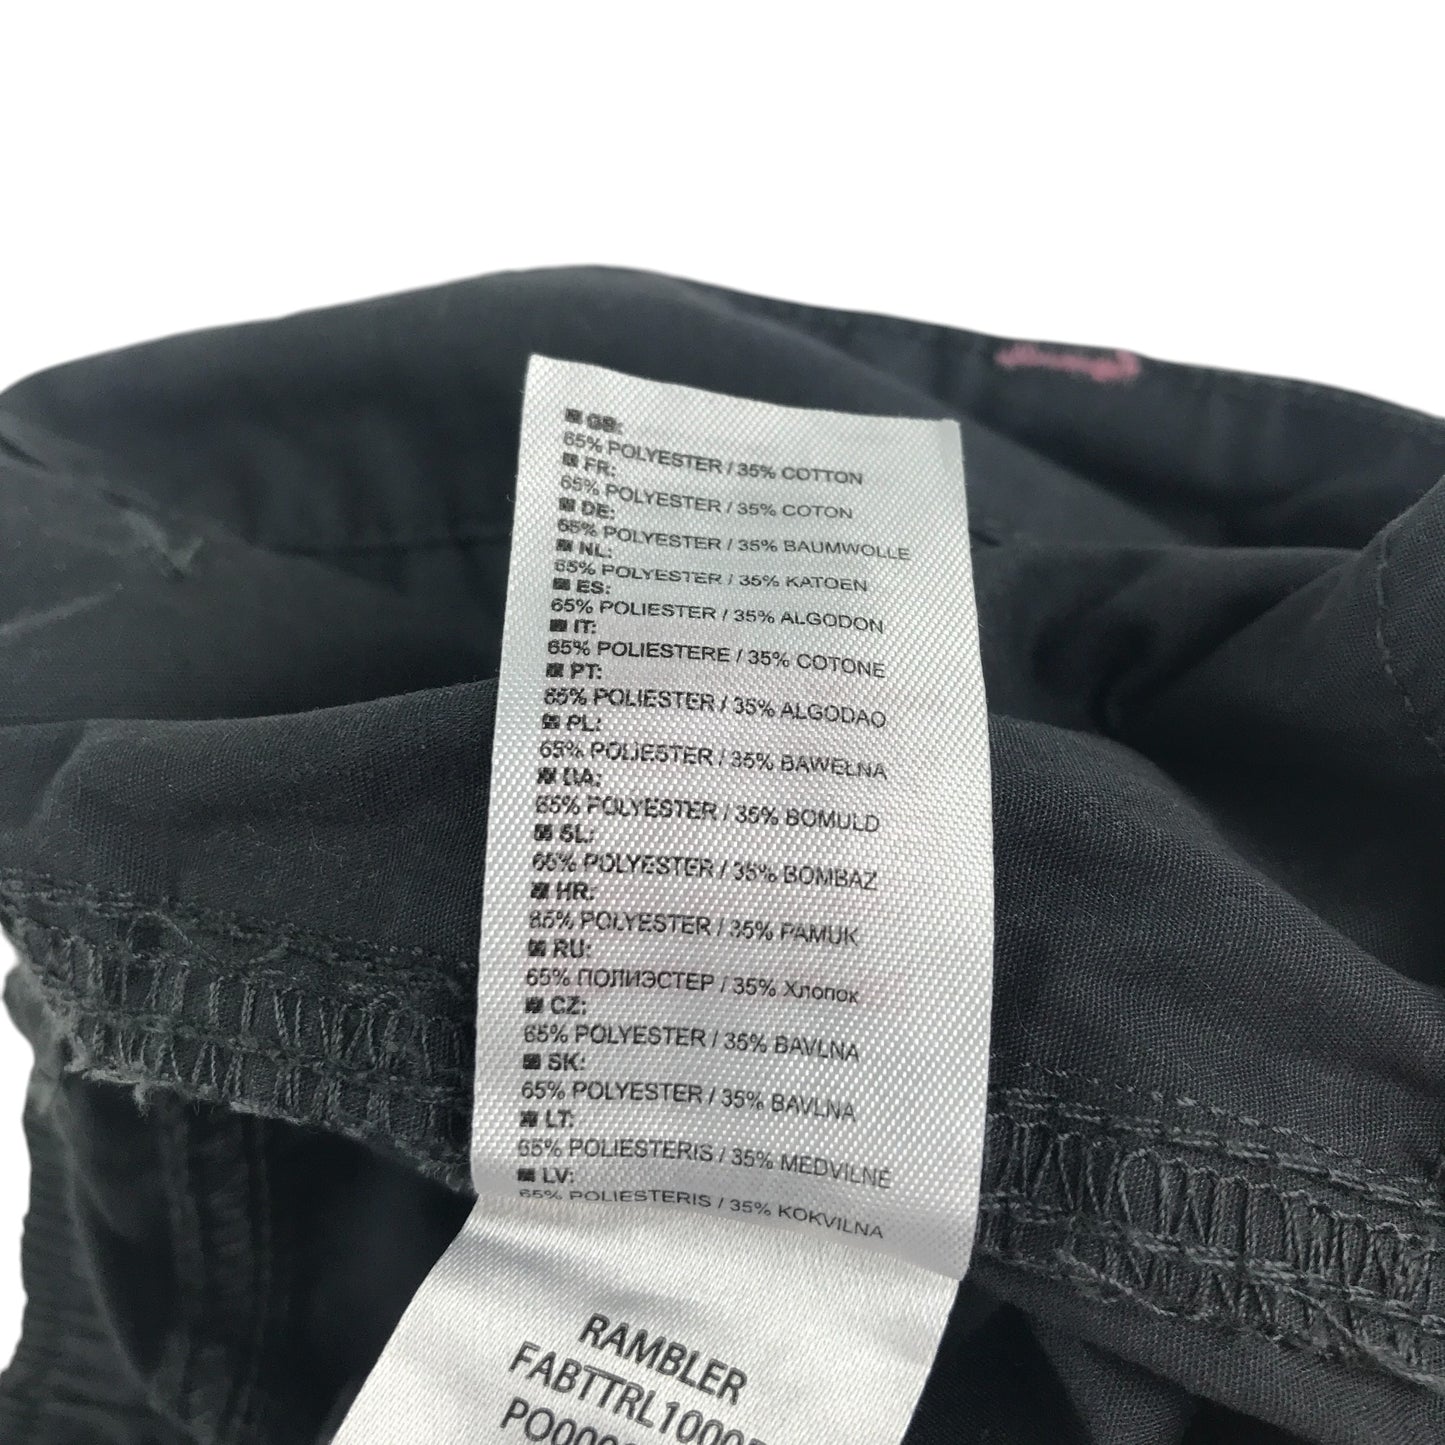 GB:
65% POLYESTER / 35% COTTON
FR:
65% POLYESTER / 35% COTON
DE:
65% POLYESTER / 35% BAUMWOLLE
NL:
65% POLYESTER / 35% KATOEN
ES:
65% POLIESTER / 35% ALGODON
IT:
65% POLIESTERE / 35% COTONE
PT:
65% POLIESTER / 35% ALGODAO
PL:
65% POLIESTER / 35% BAWEŁNA
DA:
65% POLYESTER / 35% BOMULD
SL:
65% POLYESTER / 35% BOMBAZ
HR:
65% POLYESTER / 35% PAMUK
RU:
65% ПОЛИЭСТЕР / 35% Хлопок
CZ:
65% POLYESTER / 35% BAVLNA
SK:
65% POLYESTER / 35% BAVLNA
LT:
65% POLIESTERIS / 35% MEDVILNE
LV:
65% POLIESTERIS / 35% KOKVILNA
RAMBLER